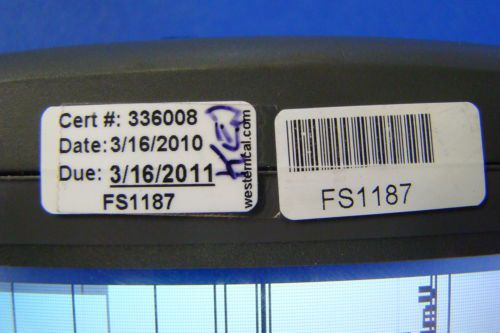 Cert #: 336008
Date: 3/16/2010
Due: 3/16/2011
FS1187
westerncal.com
FS1187